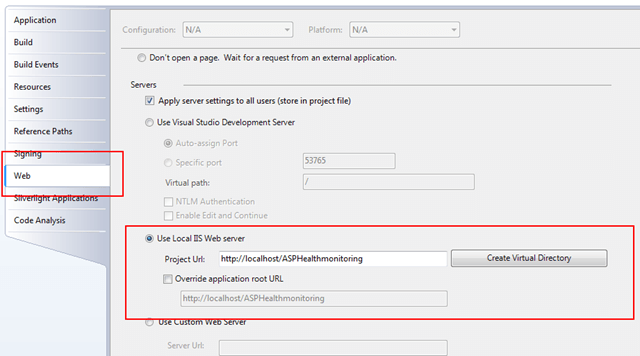 Application
Build
Build Events
Resources
Settings
Reference Paths
Signing
Web
Silverlight Applications
Code Analysis
Configuration: N/A Platform: N/A
Don't open a page. Wait for a request from an external application.
Servers
Apply server settings to all users (store in project file)
Use Visual Studio Development Server
Auto-assign Port
Specific port 53765
Virtual path: /
NTLM Authentication
Enable Edit and Continue
Use Local IIS Web server
Project Url: http://localhost/ASPHealthmonitoring Create Virtual Directory
Override application root URL
http://localhost/ASPHealthmonitoring
Use Custom Web Server
Server Url: